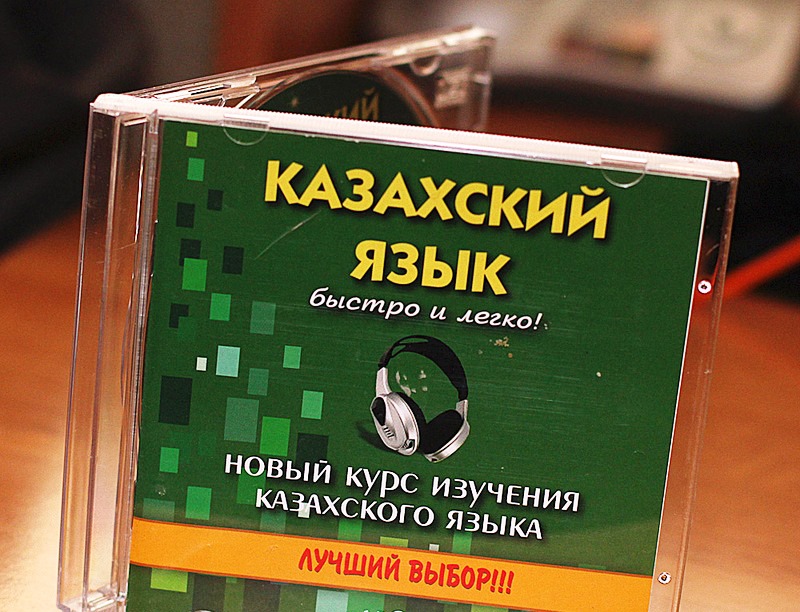 КАЗАХСКИЙ
ЯЗЫК
быстро и легко!
НОВЫЙ КУРС ИЗУЧЕНИЯ
КАЗАХСКОГО ЯЗЫКА
ЛУЧШИЙ ВЫБОР!!!